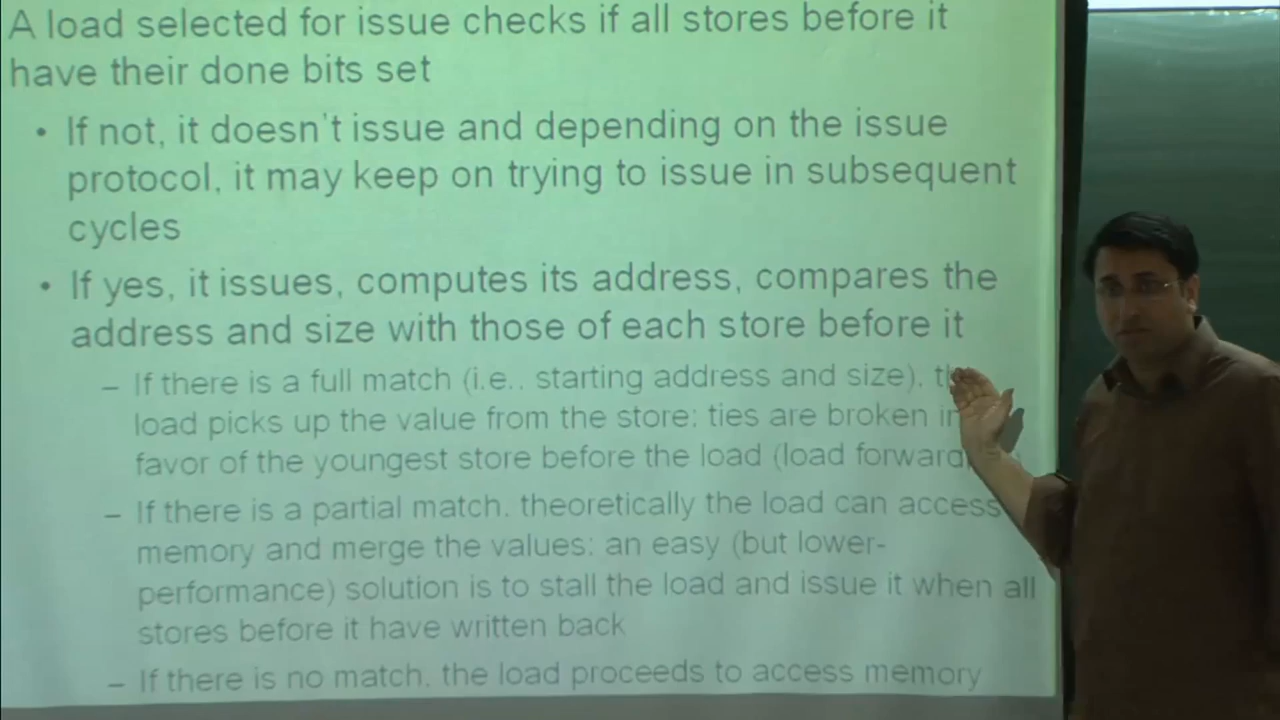 A load selected for issue checks if all stores before it
have their done bits set
• If not, it doesn't issue and depending on the issue
protocol, it may keep on trying to issue in subsequent
cycles
• If yes, it issues, computes its address, compares the
address and size with those of each store before it
– If there is a full match (i.e., starting address and size),
load picks up the value from the store; ties are broken in
favor of the youngest store before the load (load
– If there is a partial match, theoretically the load can access
memory and merge the values; an easy (but lower-
performance) solution is to stall the load and issue it when all
stores before it have written back
– If there is no match, the load proceeds to access memory